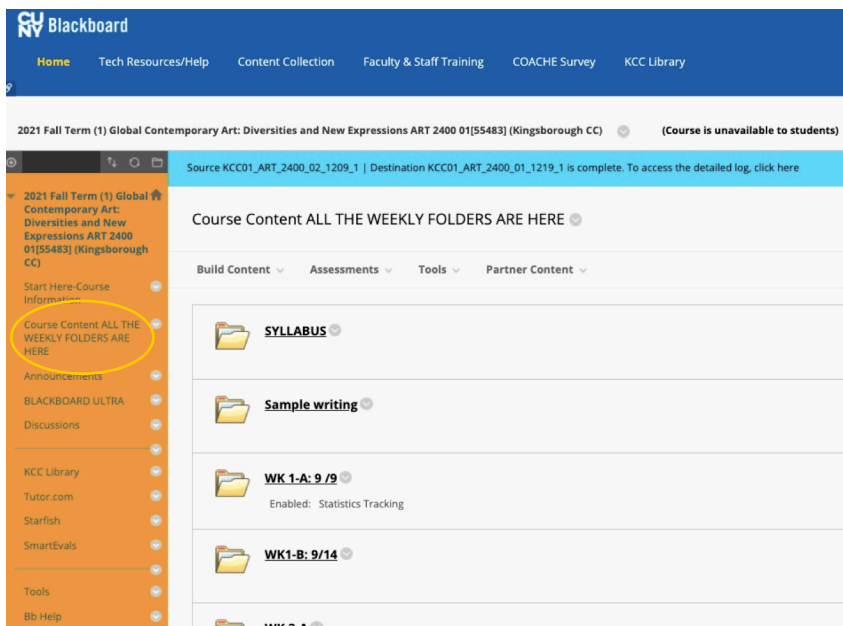 CUNY Blackboard
Home Tech Resources/Help Content Collection Faculty & Staff Training COACHE Survey KCC Library
2021 Fall Term (1) Global Contemporary Art: Diversities and New Expressions ART 2400 01[55483] (Kingsborough CC) (Course is unavailable to students)
Source KCC01_ART_2400_02_1209_1 | Destination KCC01_ART_2400_01_1219_1 is complete. To access the detailed log, click here
2021 Fall Term (1) Global
Contemporary Art:
Diversities and New
Expressions ART 2400
01[55483] (Kingsborough
CC)
Start Here-Course
Information
Course Content ALL THE
WEEKLY FOLDERS ARE
HERE
Announcements
BLACKBOARD ULTRA
Discussions
KCC Library
Tutor.com
Starfish
SmartEvals
Tools
Bb Help
Course Content ALL THE WEEKLY FOLDERS ARE HERE
Build Content Assessments Tools Partner Content
SYLLABUS
Sample writing
WK 1-A: 9 /9
Enabled: Statistics Tracking
WK1-B: 9/14
WK 2-A